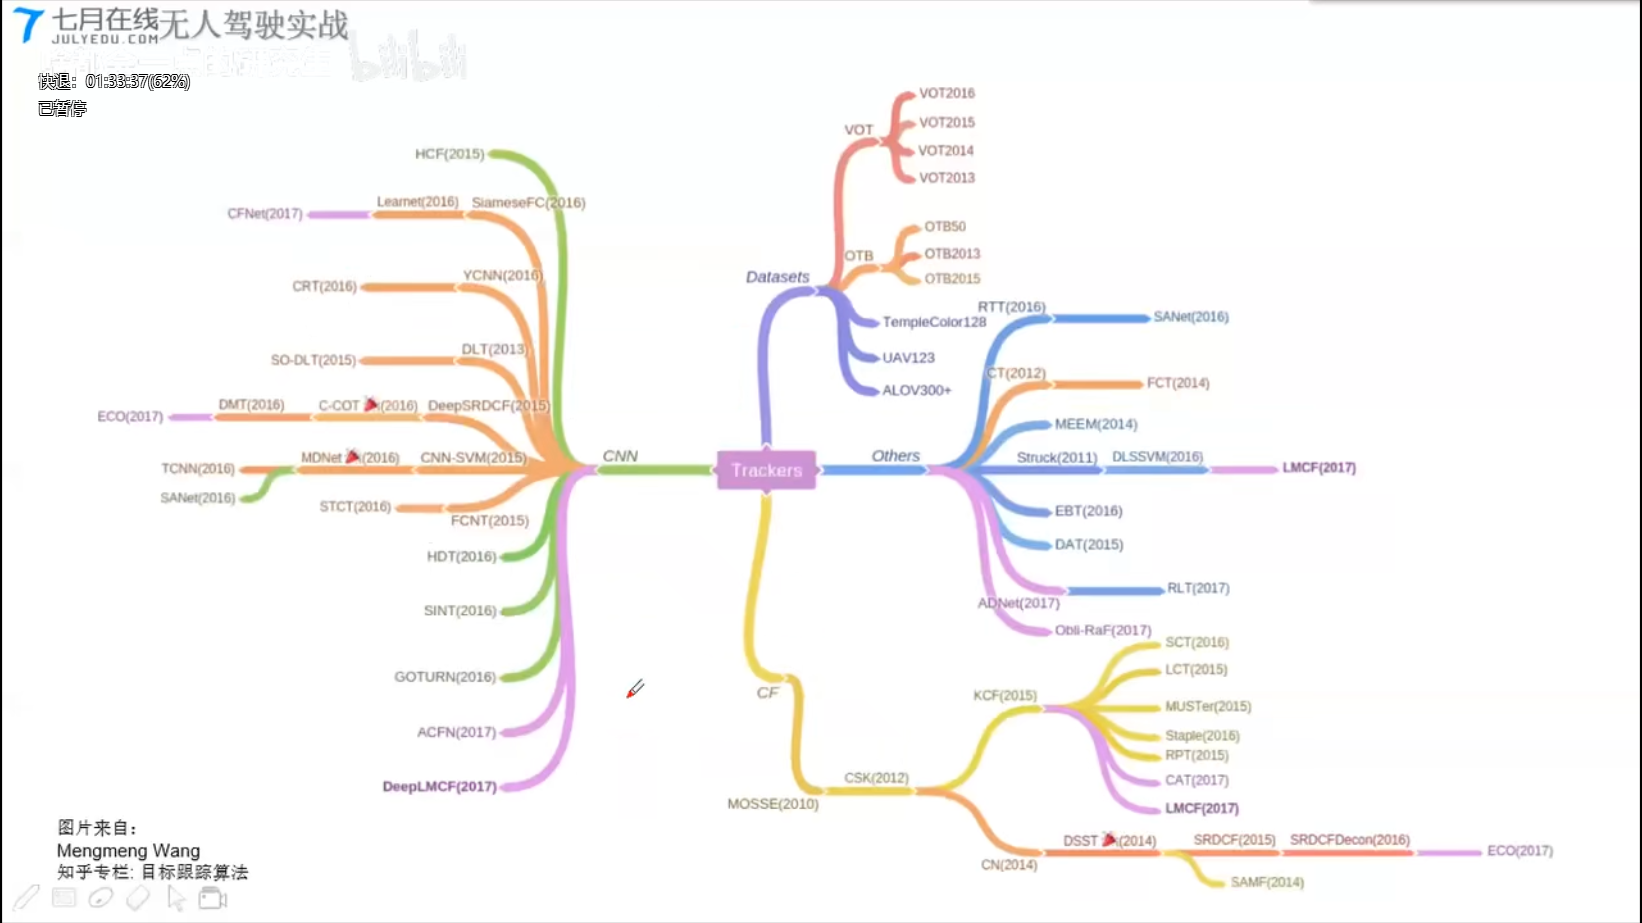 七月在线
JULYEDU.COM
无人驾驶实战
bilibili
快退：01:33:37(62%)
已暂停
VOT2016
VOT
VOT2015
VOT2014
VOT2013
HCF(2015)
CFNet(2017)
Learnet(2016)
SiameseFC(2016)
OTB50
OTB
OTB2013
OTB2015
Datasets
CRT(2016)
YCNN(2016)
TempleColor128
UAV123
ALOV300+
RTT(2016)
SANet(2016)
SO-DLT(2015)
DLT(2013)
CT(2012)
FCT(2014)
ECO(2017)
DMT(2016)
C-COT (2016)
DeepSRDCF(2015)
MEEM(2014)
TCNN(2016)
SANet(2016)
MDNet (2016)
CNN-SVM(2015)
CNN
Trackers
Others
Struck(2011)
DLSSVM(2016)
LMCF(2017)
STCT(2016)
FCNT(2015)
EBT(2016)
HDT(2016)
DAT(2015)
SINT(2016)
ADNet(2017)
RLT(2017)
Obli-RaF(2017)
GOTURN(2016)
CF
KCF(2015)
SCT(2016)
LCT(2015)
MUSTer(2015)
Staple(2016)
RPT(2015)
CAT(2017)
LMCF(2017)
ACFN(2017)
DeepLMCF(2017)
MOSSE(2010)
CSK(2012)
CN(2014)
DSST (2014)
SRDCF(2015)
SRDCFDecon(2016)
ECO(2017)
SAMF(2014)
图片来自：
Mengmeng Wang
知乎专栏: 目标跟踪算法